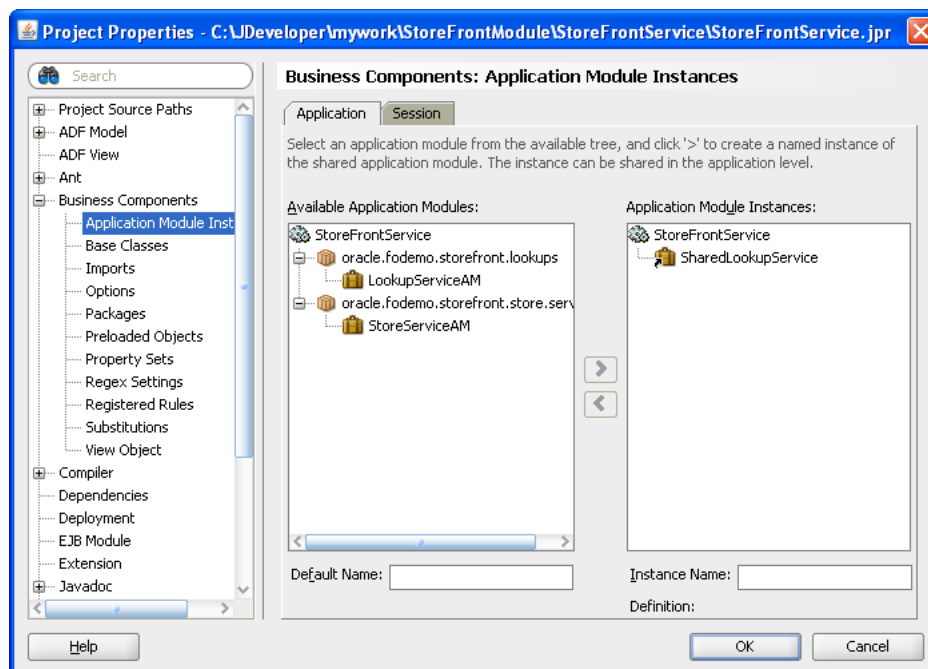 Project Properties - C:\JDeveloper\mywork\StoreFrontModule\StoreFrontService\StoreFrontService.jpr
Search
Project Source Paths
ADF Model
ADF View
Ant
Business Components
Application Module Inst
Base Classes
Imports
Options
Packages
Preloaded Objects
Property Sets
Regex Settings
Registered Rules
Substitutions
View Object
Compiler
Dependencies
Deployment
EJB Module
Extension
Javadoc
Business Components: Application Module Instances
Application Session
Select an application module from the available tree, and click '>' to create a named instance of
the shared application module. The instance can be shared in the application level.
Available Application Modules:
StoreFrontService
oracle.fodemo.storefront.lookups
LookupServiceAM
oracle.fodemo.storefront.store.serv
StoreServiceAM
Default Name:
Application Module Instances:
StoreFrontService
SharedLookupService
Instance Name:
Definition:
Help OK Cancel